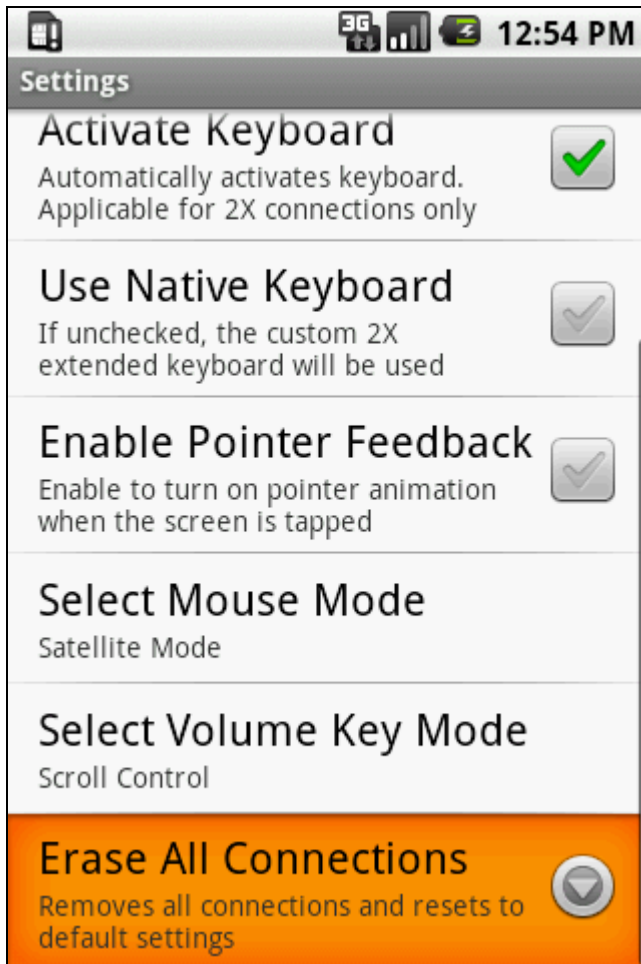 3G 12:54 PM
Settings
Activate Keyboard
Automatically activates keyboard.
Applicable for 2X connections only
Use Native Keyboard
If unchecked, the custom 2X
extended keyboard will be used
Enable Pointer Feedback
Enable to turn on pointer animation
when the screen is tapped
Select Mouse Mode
Satellite Mode
Select Volume Key Mode
Scroll Control
Erase All Connections
Removes all connections and resets to
default settings